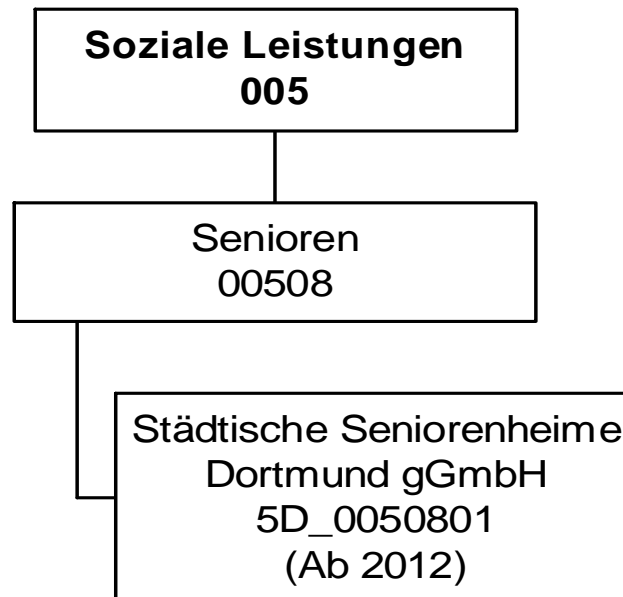 Soziale Leistungen
005
Senioren
00508
Städtische Seniorenheime
Dortmund gGmbH
5D_0050801
(Ab 2012)